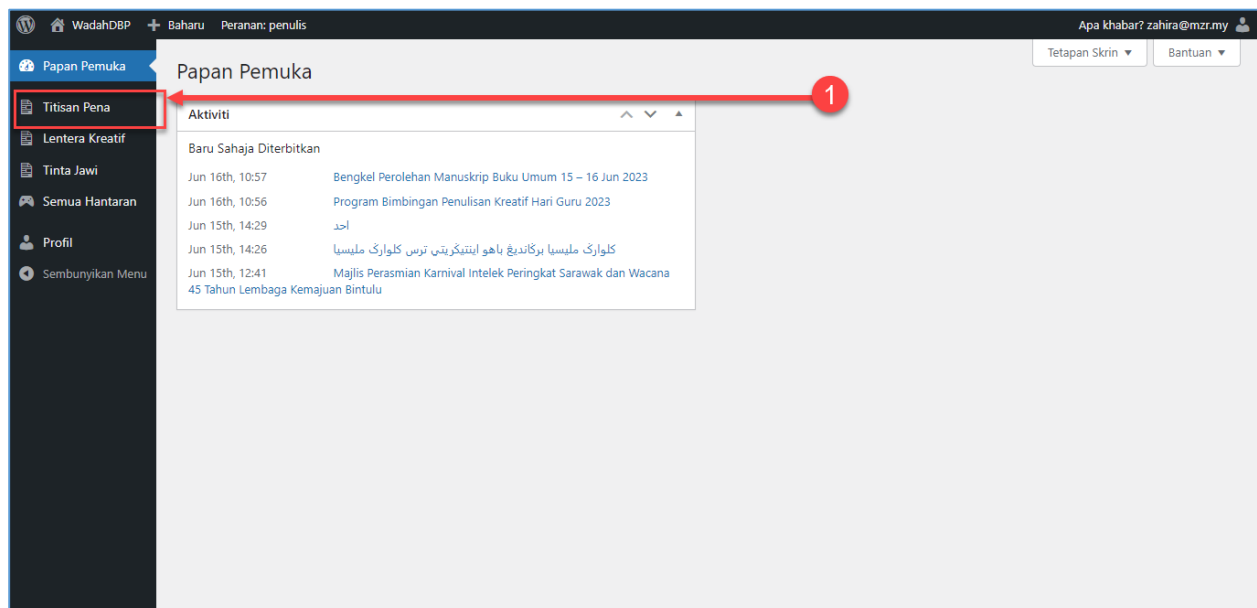 WadahDBP + Baharu Peranan: penulis Apa khabar? zahira@mzr.my
Tetapan Skrin ▼ Bantuan ▼
Papan Pemuka
Titisan Pena
Lentera Kreatif
Tinta Jawi
Semua Hantaran
Profil
Sembunyikan Menu
Papan Pemuka
1
Aktiviti
Baru Sahaja Diterbitkan
Jun 16th, 10:57 Bengkel Perolehan Manuskrip Buku Umum 15 – 16 Jun 2023
Jun 16th, 10:56 Program Bimbingan Penulisan Kreatif Hari Guru 2023
Jun 15th, 14:29 احد
Jun 15th, 14:26 كلوارݢ مليسيا برݢانديڠ باهو اينتيݢريتي ترس كلوارݢ مليسيا
Jun 15th, 12:41 Majlis Perasmian Karnival Intelek Peringkat Sarawak dan Wacana
45 Tahun Lembaga Kemajuan Bintulu